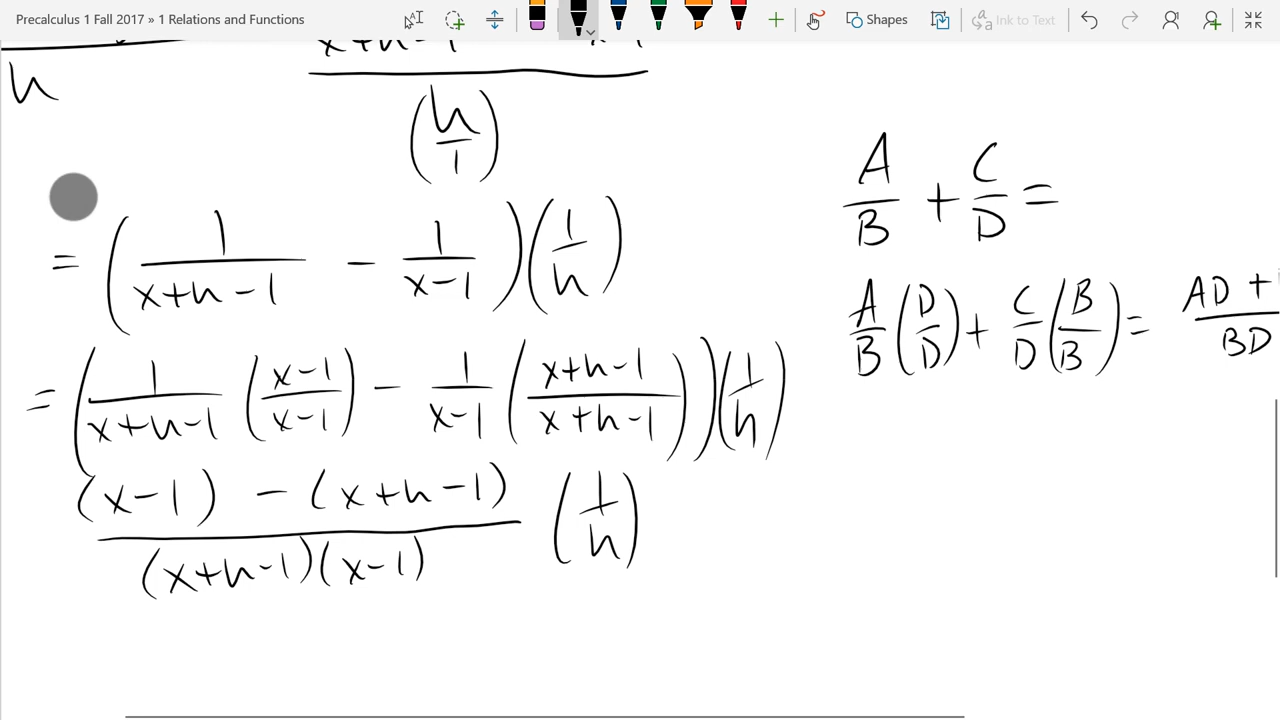 Precalculus 1 Fall 2017 » 1 Relations and Functions
Shapes
Ink to Text
h
(h/1)
= (1/(x+h-1) - 1/(x-1))(1/h)
= (1/(x+h-1) ((x-1)/(x-1)) - 1/(x-1) ((x+h-1)/(x+h-1)))(1/h)
((x-1) - (x+h-1))/((x+h-1)(x-1)) (1/h)
A/B + C/D =
A/B (D/D) + C/D (B/B) = (AD +)/BD